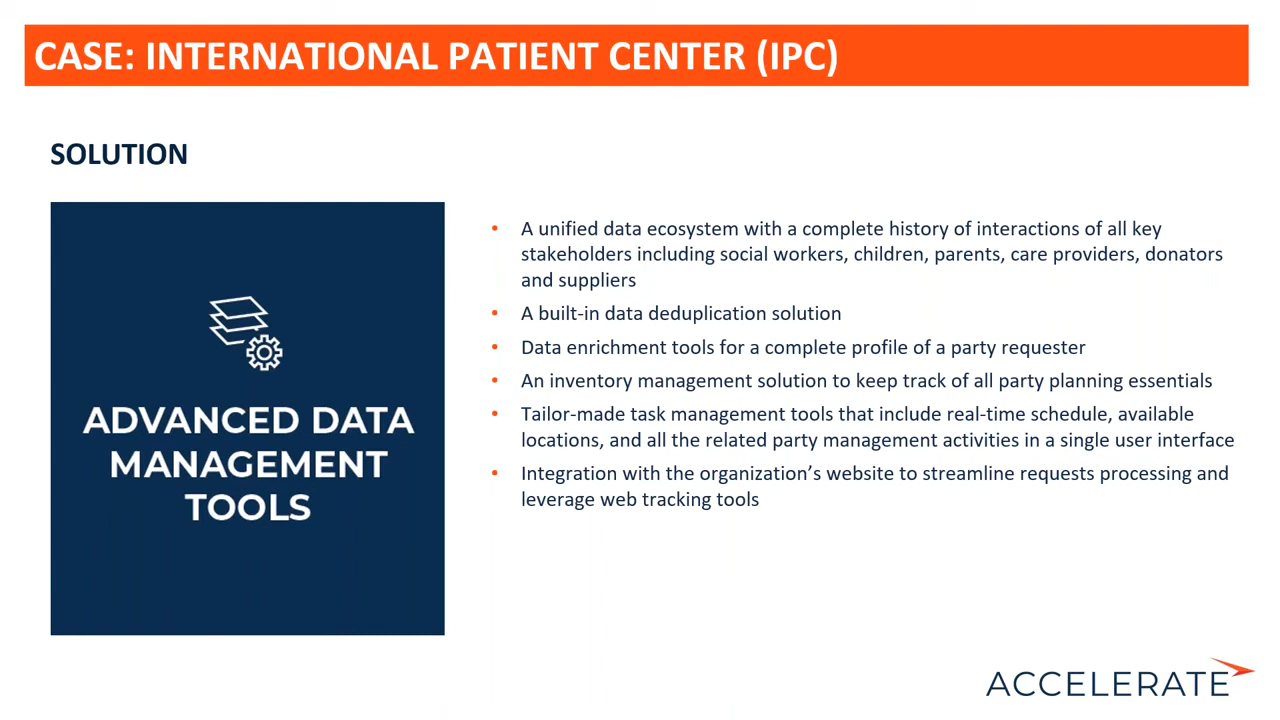 CASE: INTERNATIONAL PATIENT CENTER (IPC)
SOLUTION
ADVANCED DATA
MANAGEMENT
TOOLS
• A unified data ecosystem with a complete history of interactions of all key
stakeholders including social workers, children, parents, care providers, donators
and suppliers
• A built-in data deduplication solution
• Data enrichment tools for a complete profile of a party requester
• An inventory management solution to keep track of all party planning essentials
• Tailor-made task management tools that include real-time schedule, available
locations, and all the related party management activities in a single user interface
• Integration with the organization’s website to streamline requests processing and
leverage web tracking tools
ACCELERATE